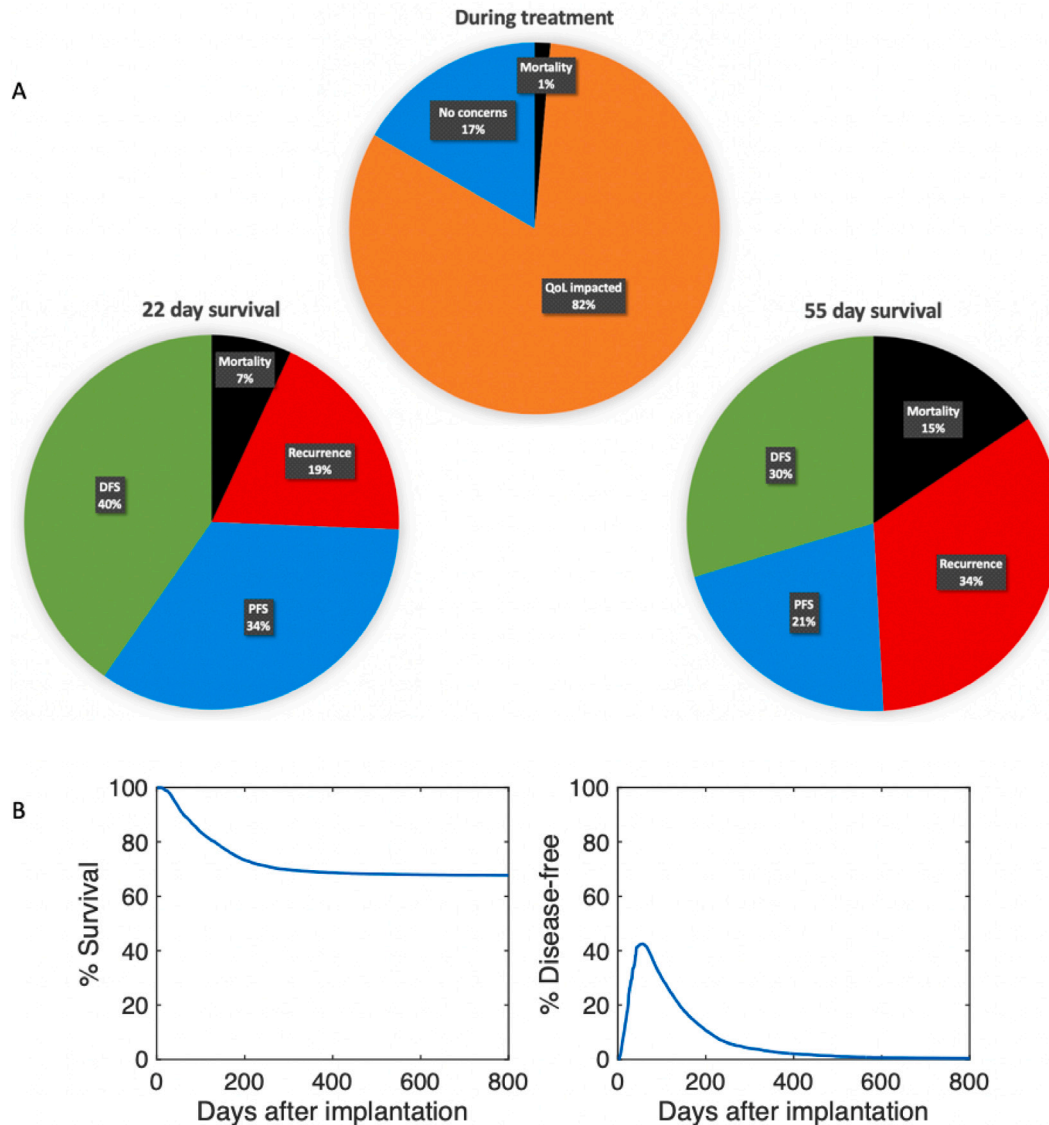 During treatment
A
Mortality
1%
No concerns
17%
QoL impacted
82%
22 day survival
Mortality
7%
Recurrence
19%
DFS
40%
PFS
34%
55 day survival
Mortality
15%
DFS
30%
Recurrence
34%
PFS
21%
B
100
80
60
40
20
0
% Survival
0 200 400 600 800
Days after implantation
100
80
60
40
20
0
% Disease-free
0 200 400 600 800
Days after implantation